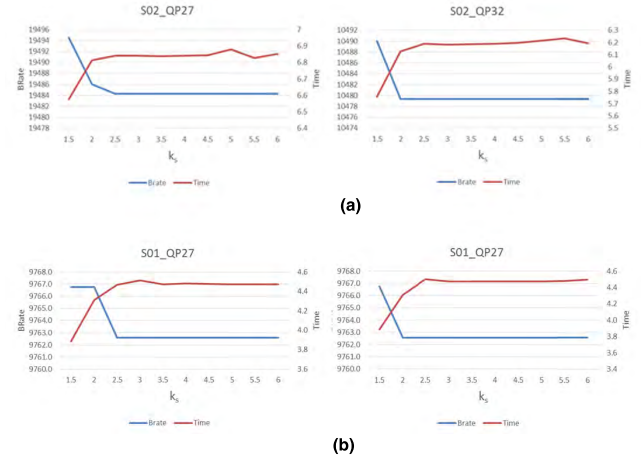 S02_QP27
19496
19494
19492
19490
19488
19486
19484
19482
19480
19478
BRate
7
6.9
6.8
6.7
6.6
6.5
6.4
Time
1.5 2 2.5 3 3.5 4 4.5 5 5.5 6
ks
Brate Time
S02_QP32
10492
10490
10488
10486
10484
10482
10480
10478
10476
10474
BRate
6.3
6.2
6.1
6
5.9
5.8
5.7
5.6
5.5
Time
1.5 2 2.5 3 3.5 4 4.5 5 5.5 6
ks
Brate Time
(a)
S01_QP27
9768.0
9767.0
9766.0
9765.0
9764.0
9763.0
9762.0
9761.0
9760.0
BRate
4.6
4.4
4.2
4.0
3.8
3.6
Time
1.5 2 2.5 3 3.5 4 4.5 5 5.5 6
ks
Brate Time
S01_QP27
9768.0
9767.0
9766.0
9765.0
9764.0
9763.0
9762.0
9761.0
9760.0
BRate
4.6
4.4
4.2
4.0
3.8
3.6
3.4
Time
1.5 2 2.5 3 3.5 4 4.5 5 5.5 6
ks
Brate Time
(b)